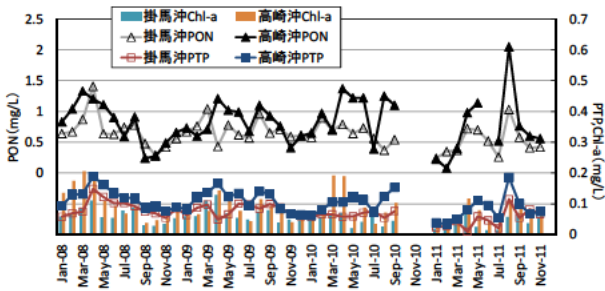 掛馬沖Chl-a 高崎沖Chl-a
掛馬沖PON 高崎沖PON
掛馬沖PTP 高崎沖PTP
PON(mg/L)
2.5
2
1.5
1
0.5
0
PTP,Chl-a(mg/L)
0.7
0.6
0.5
0.4
0.3
0.2
0.1
0
Jan-08
Mar-08
May-08
Jul-08
Sep-08
Nov-08
Jan-09
Mar-09
May-09
Jul-09
Sep-09
Nov-09
Jan-10
Mar-10
May-10
Jul-10
Sep-10
Nov-10
Jan-11
Mar-11
May-11
Jul-11
Sep-11
Nov-11